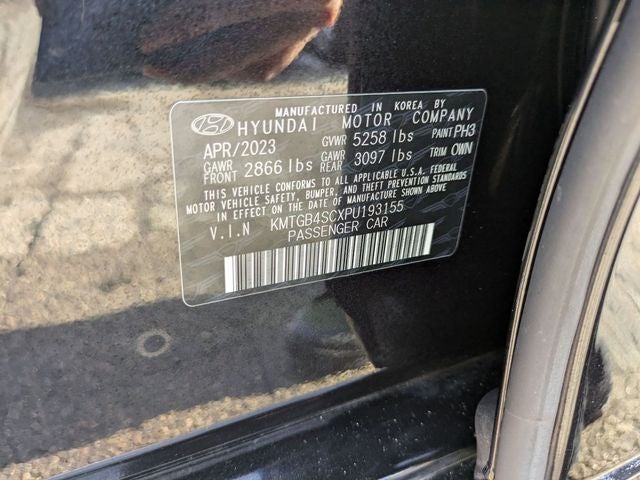 MANUFACTURED IN KOREA BY
HYUNDAI MOTOR COMPANY
APR/2023 GVWR 5258 lbs PAINT PH3
GAWR FRONT 2866 lbs GAWR REAR 3097 lbs TRIM OWN
THIS VEHICLE CONFORMS TO ALL APPLICABLE U.S.A. FEDERAL
MOTOR VEHICLE SAFETY, BUMPER, AND THEFT PREVENTION STANDARDS
IN EFFECT ON THE DATE OF MANUFACTURE SHOWN ABOVE.
V.I.N KMTGB4SCXPU193155
PASSENGER CAR